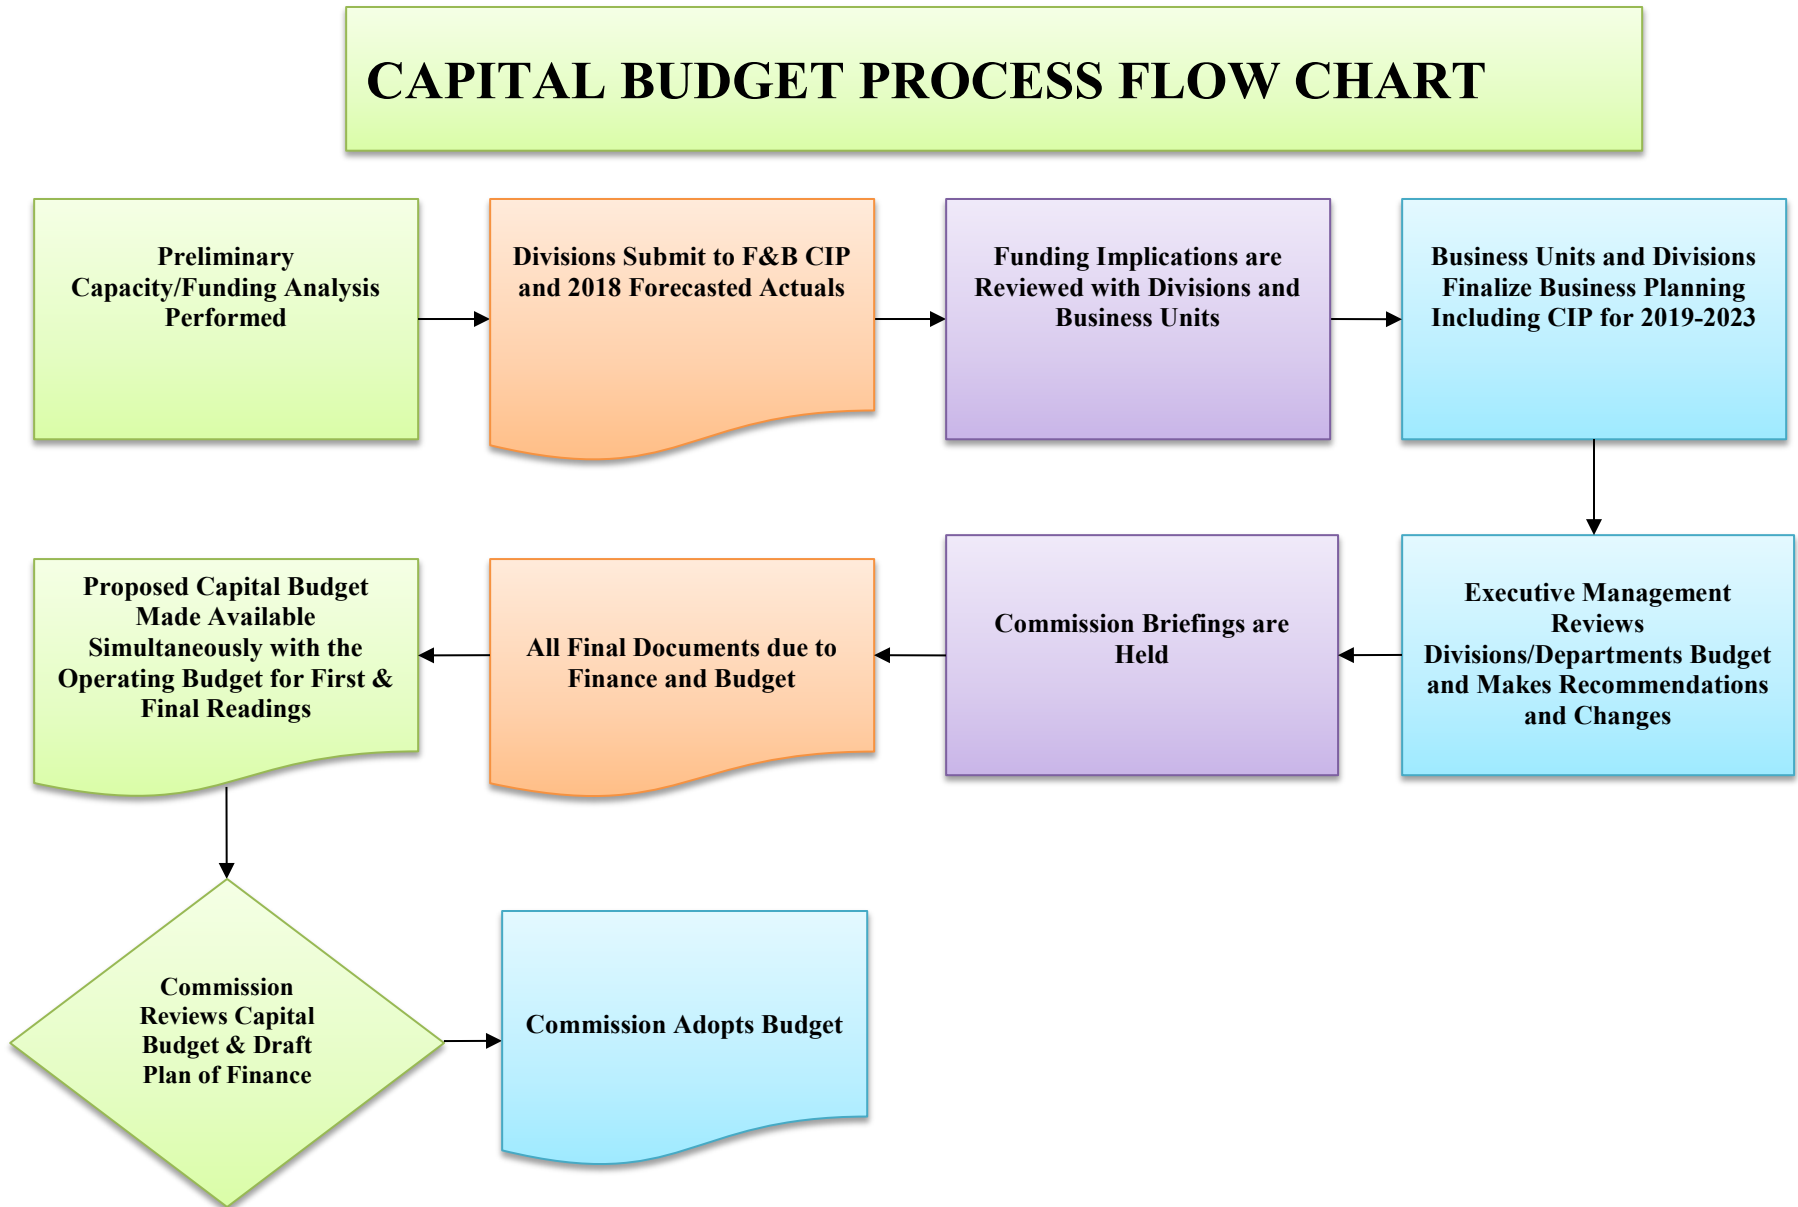 CAPITAL BUDGET PROCESS FLOW CHART
Preliminary
Capacity/Funding Analysis
Performed
Divisions Submit to F&B CIP
and 2018 Forecasted Actuals
Funding Implications are
Reviewed with Divisions and
Business Units
Business Units and Divisions
Finalize Business Planning
Including CIP for 2019-2023
Executive Management
Reviews
Divisions/Departments Budget
and Makes Recommendations
and Changes
Commission Briefings are
Held
All Final Documents due to
Finance and Budget
Proposed Capital Budget
Made Available
Simultaneously with the
Operating Budget for First &
Final Readings
Commission
Reviews Capital
Budget & Draft
Plan of Finance
Commission Adopts Budget